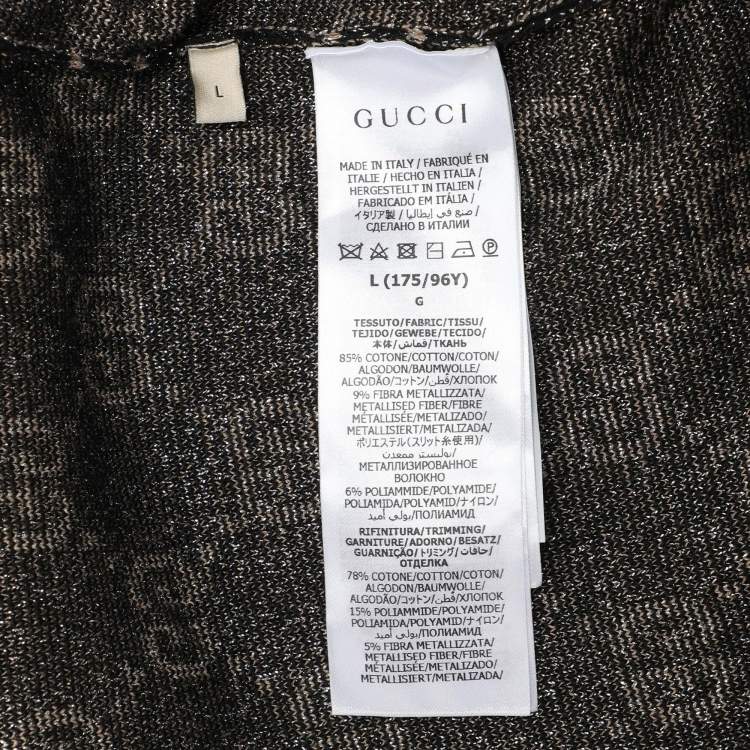 L
GUCCI
MADE IN ITALY / FABRIQUÉ EN
ITALIE / HECHO EN ITALIA /
HERGESTELLT IN ITALIEN /
FABRICADO EM ITÁLIA /
イタリア製 / صنع في إيطاليا /
СДЕЛАНО В ИТАЛИИ
L (175/96Y)
G
TESSUTO/FABRIC/TISSU/
TEJIDO/GEWEBE/TECIDO/
本体/قماش/ТКАНЬ
85% COTONE/COTTON/COTON/
ALGODON/BAUMWOLLE/
ALGODÃO/コットン/قطن/ХЛОПОК
9% FIBRA METALLIZZATA/
METALLISED FIBER/FIBRE
MÉTALLISÉE/METALIZADO/
METALLISIERT/METALIZADA/
ポリエステル(スリット糸使用)/
بوليستر ممعدن/
МЕТАЛЛИЗИРОВАННОЕ
ВОЛОКНО
6% POLIAMMIDE/POLYAMIDE/
POLIAMIDA/POLYAMID/ナイロン/
بولي أميد/ПОЛИАМИД
RIFINITURA/TRIMMING/
GARNITURE/ADORNO/BESATZ/
GUARNIÇÃO/トリミング/حافات/
ОТДЕЛКА
78% COTONE/COTTON/COTON/
ALGODON/BAUMWOLLE/
ALGODÃO/コットン/قطن/ХЛОПОК
15% POLIAMMIDE/POLYAMIDE/
POLIAMIDA/POLYAMID/ナイロン/
بولي أميد/ПОЛИАМИД
5% FIBRA METALLIZZATA/
METALLISED FIBER/FIBRE
MÉTALLISÉE/METALIZADO/
METALLISIERT/METALIZADA/